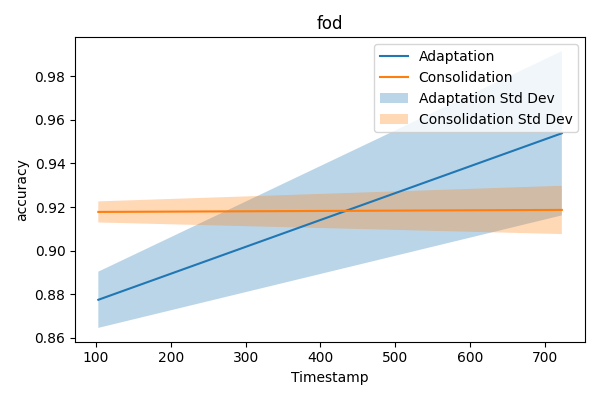 fod
Adaptation
Consolidation
Adaptation Std Dev
Consolidation Std Dev
accuracy
0.98
0.96
0.94
0.92
0.90
0.88
0.86
100 200 300 400 500 600 700
Timestamp